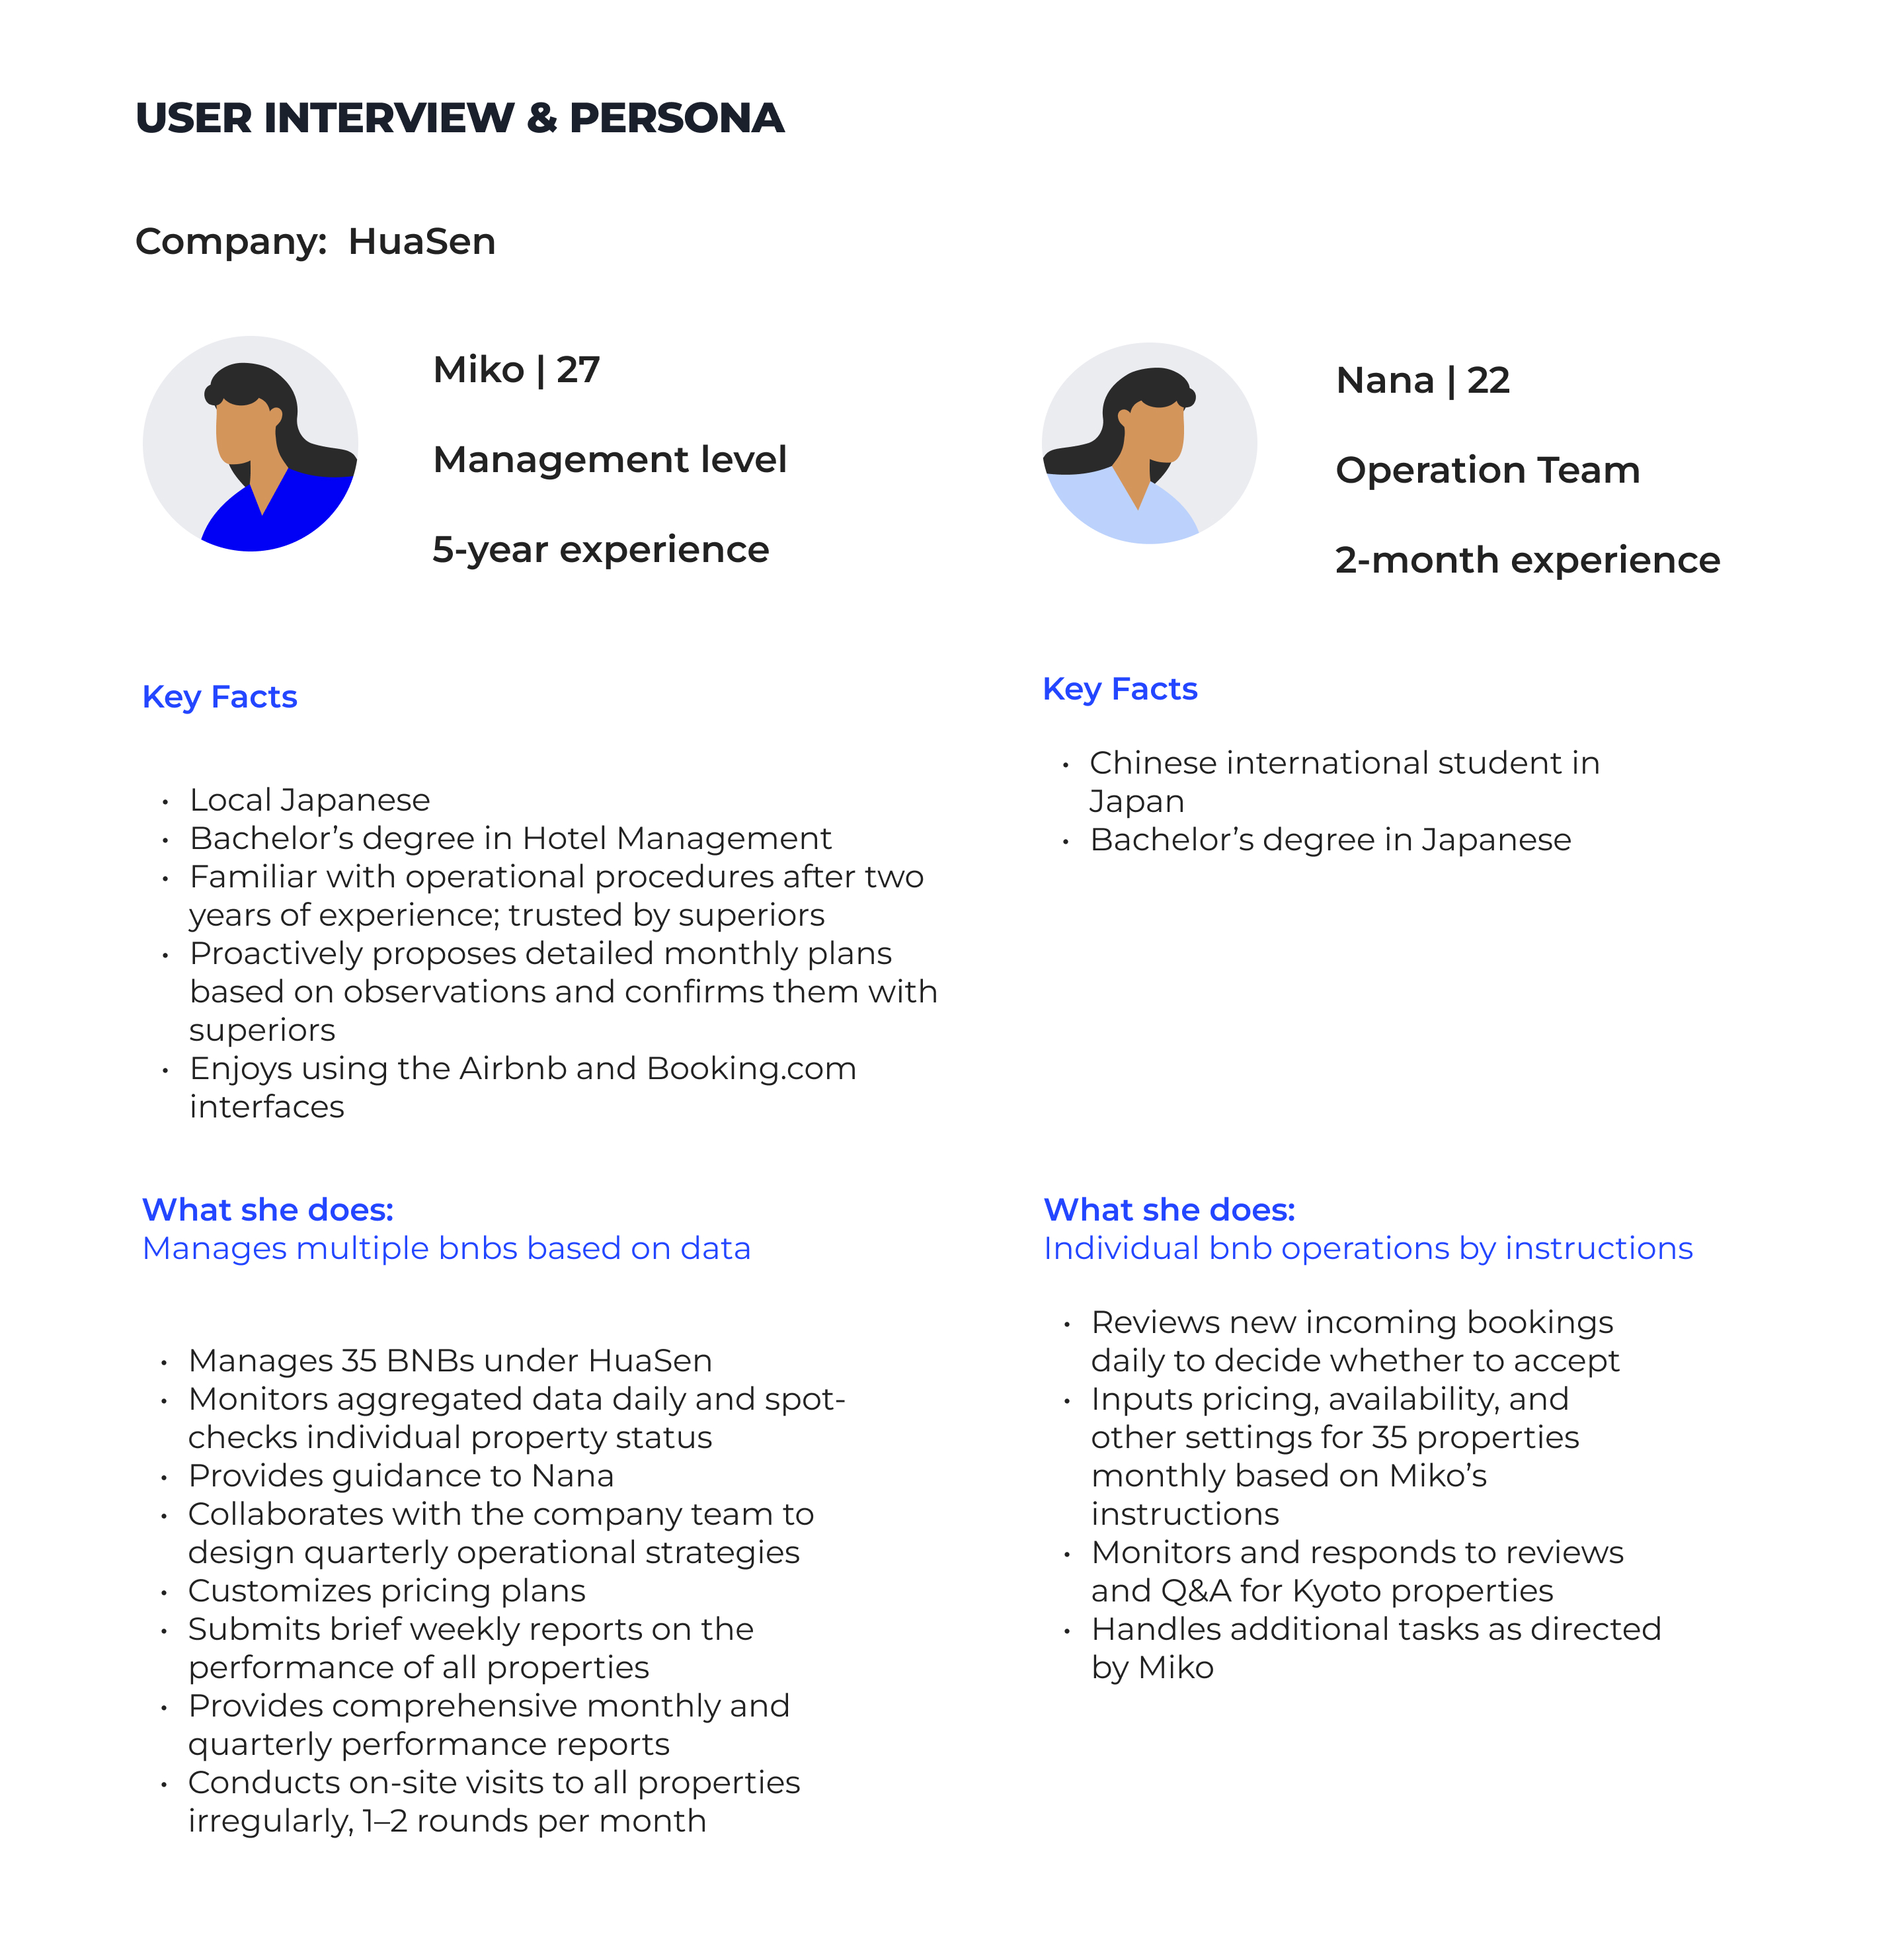 USER INTERVIEW & PERSONA
Company:  HuaSen
Miko | 27
Management level
5-year experience
Key Facts
• Local Japanese
• Bachelor’s degree in Hotel Management
• Familiar with operational procedures after two
years of experience; trusted by superiors
• Proactively proposes detailed monthly plans
based on observations and confirms them with
superiors
• Enjoys using the Airbnb and Booking.com
interfaces
What she does:
Manages multiple bnbs based on data
• Manages 35 BNBs under HuaSen
• Monitors aggregated data daily and spot-
checks individual property status
• Provides guidance to Nana
• Collaborates with the company team to
design quarterly operational strategies
• Customizes pricing plans
• Submits brief weekly reports on the
performance of all properties
• Provides comprehensive monthly and
quarterly performance reports
• Conducts on-site visits to all properties
irregularly, 1–2 rounds per month
Nana | 22
Operation Team
2-month experience
Key Facts
• Chinese international student in
Japan
• Bachelor’s degree in Japanese
What she does:
Individual bnb operations by instructions
• Reviews new incoming bookings
daily to decide whether to accept
• Inputs pricing, availability, and
other settings for 35 properties
monthly based on Miko’s
instructions
• Monitors and responds to reviews
and Q&A for Kyoto properties
• Handles additional tasks as directed
by Miko